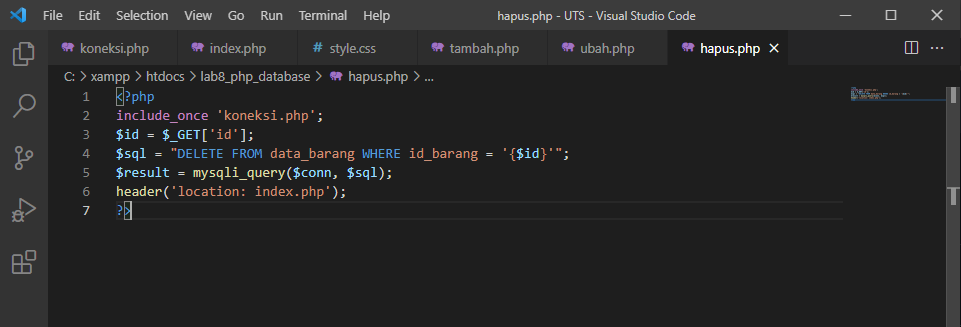 File Edit Selection View Go Run Terminal Help hapus.php - UTS - Visual Studio Code
koneksi.php index.php # style.css tambah.php ubah.php hapus.php
C: > xampp > htdocs > lab8_php_database > hapus.php > ...
1 <?php
2 include_once 'koneksi.php';
3 $id = $_GET['id'];
4 $sql = "DELETE FROM data_barang WHERE id_barang = '{$id}'";
5 $result = mysqli_query($conn, $sql);
6 header('location: index.php');
7 ?>